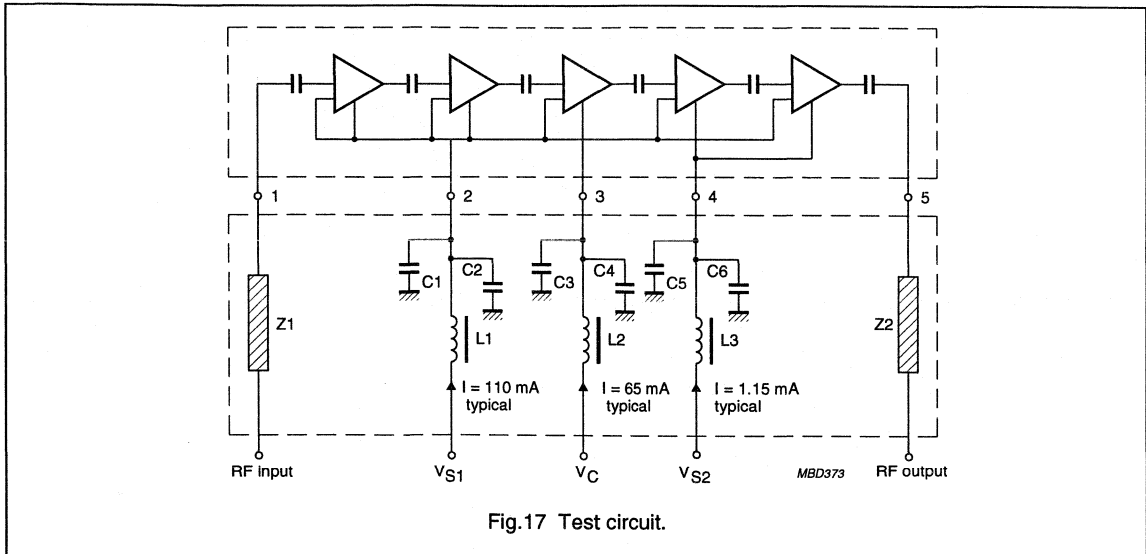 1
2
3
4
5
C1
C2
C3
C4
C5
C6
Z1
L1
L2
L3
Z2
I = 110 mA
typical
I = 65 mA
typical
I = 1.15 mA
typical
RF input
VS1
VC
VS2
MBD373
RF output
Fig.17 Test circuit.